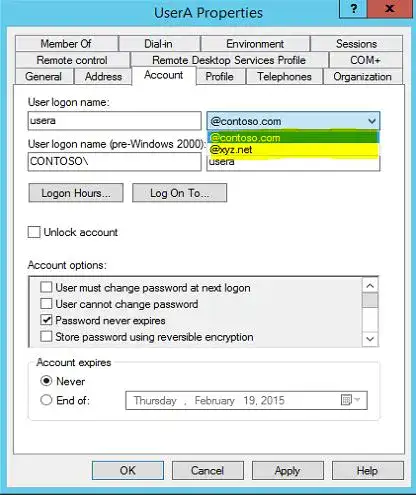 UserA Properties
? x
Member Of Dial-in Environment Sessions
Remote control Remote Desktop Services Profile COM+
General Address Account Profile Telephones Organization
User logon name:
usera @contoso.com
@contoso.com
User logon name (pre-Windows 2000): @xyz.net
CONTOSO\ usera
Logon Hours... Log On To...
Unlock account
Account options:
User must change password at next logon
User cannot change password
Password never expires
Store password using reversible encryption
Account expires
Never
End of: Thursday , February 19, 2015
OK Cancel Apply Help